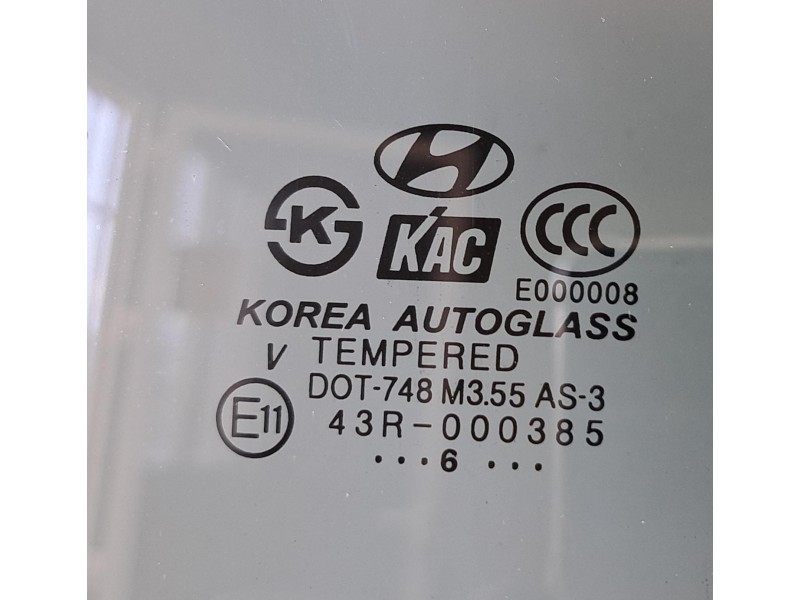 K
KAC
CCC
E000008
KOREA AUTOGLASS
V TEMPERED
DOT-748 M3.55 AS-3
E11 43R-000385
...6 ...